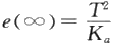 e(∞) = T²/Kₐ